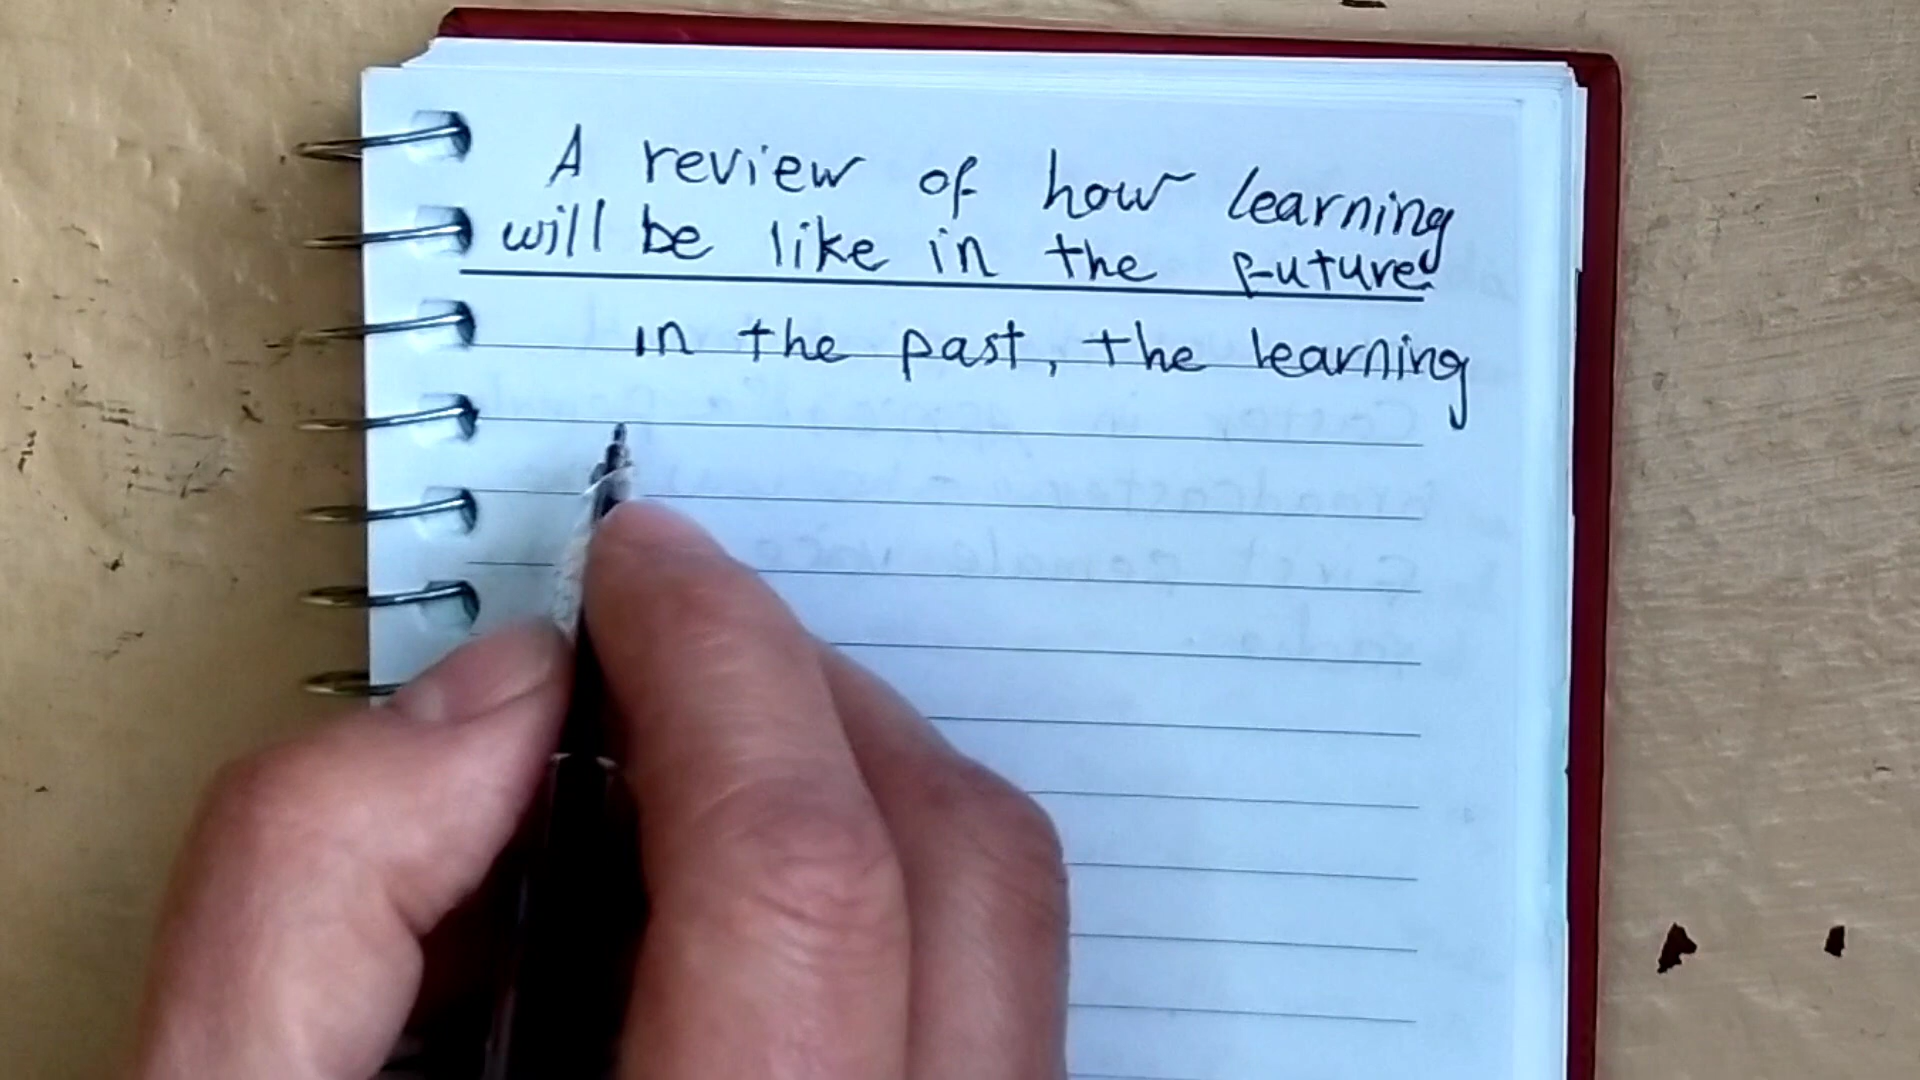 A review of how learning
will be like in the future
in the past, the learning